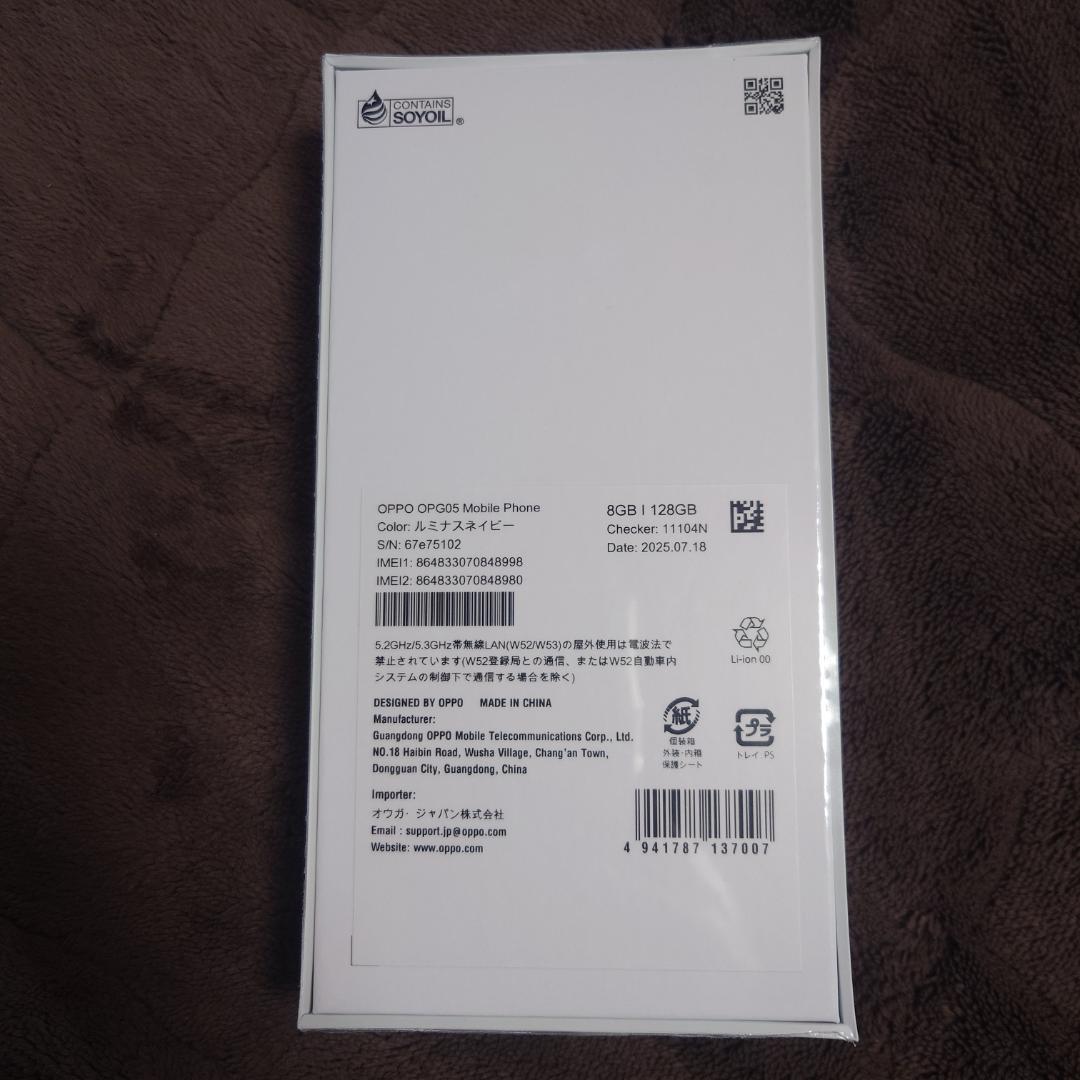 CONTAINS
SOYOIL®
OPPO OPG05 Mobile Phone
Color: ルミナスネイビー
S/N: 67e75102
IMEI1: 864833070848998
IMEI2: 864833070848980
8GB | 128GB
Checker: 11104N
Date: 2025.07.18
5.2GHz/5.3GHz帯無線LAN(W52/W53)の屋外使用は電波法で
禁止されています(W52登録局との通信、またはW52自動車内
システムの制御下で通信する場合を除く)
Li-ion 00
DESIGNED BY OPPO MADE IN CHINA
Manufacturer:
Guangdong OPPO Mobile Telecommunications Corp., Ltd.
NO.18 Haibin Road, Wusha Village, Chang'an Town,
Dongguan City, Guangdong, China
紙
個装箱
外装・内箱
保護シート
プラ
トレイ:PS
Importer:
オウガ・ジャパン株式会社
Email : support.jp@oppo.com
Website: www.oppo.com
4 941787 137007